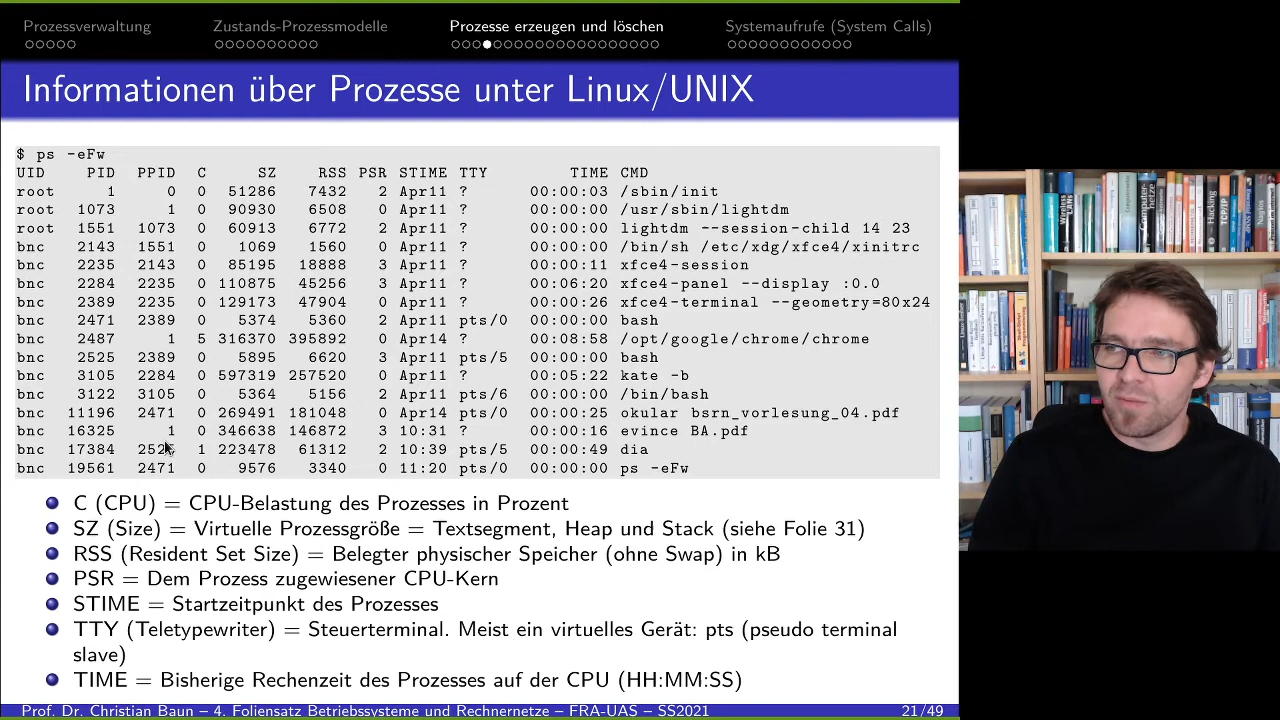 Prozessverwaltung Zustands-Prozessmodelle Prozesse erzeugen und löschen Systemaufrufe (System Calls)
Informationen über Prozesse unter Linux/UNIX
$ ps -eFw
UID PID PPID C SZ RSS PSR STIME TTY TIME CMD
root 1 0 0 51286 7432 2 Apr11 ? 00:00:03 /sbin/init
root 1073 1 0 90930 6508 2 Apr11 ? 00:00:00 /usr/sbin/lightdm
root 1551 1073 0 60913 6772 2 Apr11 ? 00:00:00 lightdm --session-child 14 23
bnc 2143 1551 0 1069 1560 2 Apr11 ? 00:00:00 /bin/sh /etc/xdg/xfce4/xinitrc
bnc 2235 2143 0 85195 18888 3 Apr11 ? 00:00:11 xfce4-session
bnc 2284 2235 0 110875 45256 3 Apr11 ? 00:06:20 xfce4-panel --display :0.0
bnc 2389 2235 0 129173 47904 0 Apr11 ? 00:00:26 xfce4-terminal --geometry=80x24
bnc 2471 2389 0 5374 5360 2 Apr11 pts/0 00:00:00 bash
bnc 2487 1 5 316370 393892 0 Apr14 ? 00:08:58 /opt/google/chrome/chrome
bnc 2525 2389 0 5895 6620 3 Apr11 pts/5 00:00:00 bash
bnc 3105 2284 0 597319 257520 0 Apr11 ? 00:05:22 kate -b
bnc 3122 3105 0 5364 5156 2 Apr11 pts/6 00:00:00 /bin/bash
bnc 11196 2471 0 269491 181048 0 Apr14 pts/0 00:00:25 okular bsrn_vorlesung_04.pdf
bnc 16325 1 0 346638 146872 3 10:31 ? 00:00:16 evince BA.pdf
bnc 17384 2525 1 223478 61312 2 10:39 pts/5 00:00:49 dia
bnc 19561 2471 0 9576 3340 0 11:20 pts/0 00:00:00 ps -eFw
C (CPU) = CPU-Belastung des Prozesses in Prozent
SZ (Size) = Virtuelle Prozessgröße = Textsegment, Heap und Stack (siehe Folie 31)
RSS (Resident Set Size) = Belegter physischer Speicher (ohne Swap) in kB
PSR = Dem Prozess zugewiesener CPU-Kern
STIME = Startzeitpunkt des Prozesses
TTY (Teletypewriter) = Steuerterminal. Meist ein virtuelles Gerät: pts (pseudo terminal
slave)
TIME = Bisherige Rechenzeit des Prozesses auf der CPU (HH:MM:SS)
Prof. Dr. Christian Baun – 4. Foliensatz Betriebssysteme und Rechnernetze – FRA-UAS – SS2021 21/49
Wireless LANs
Computer-netze
Hacking
TCP/IP
Nagios